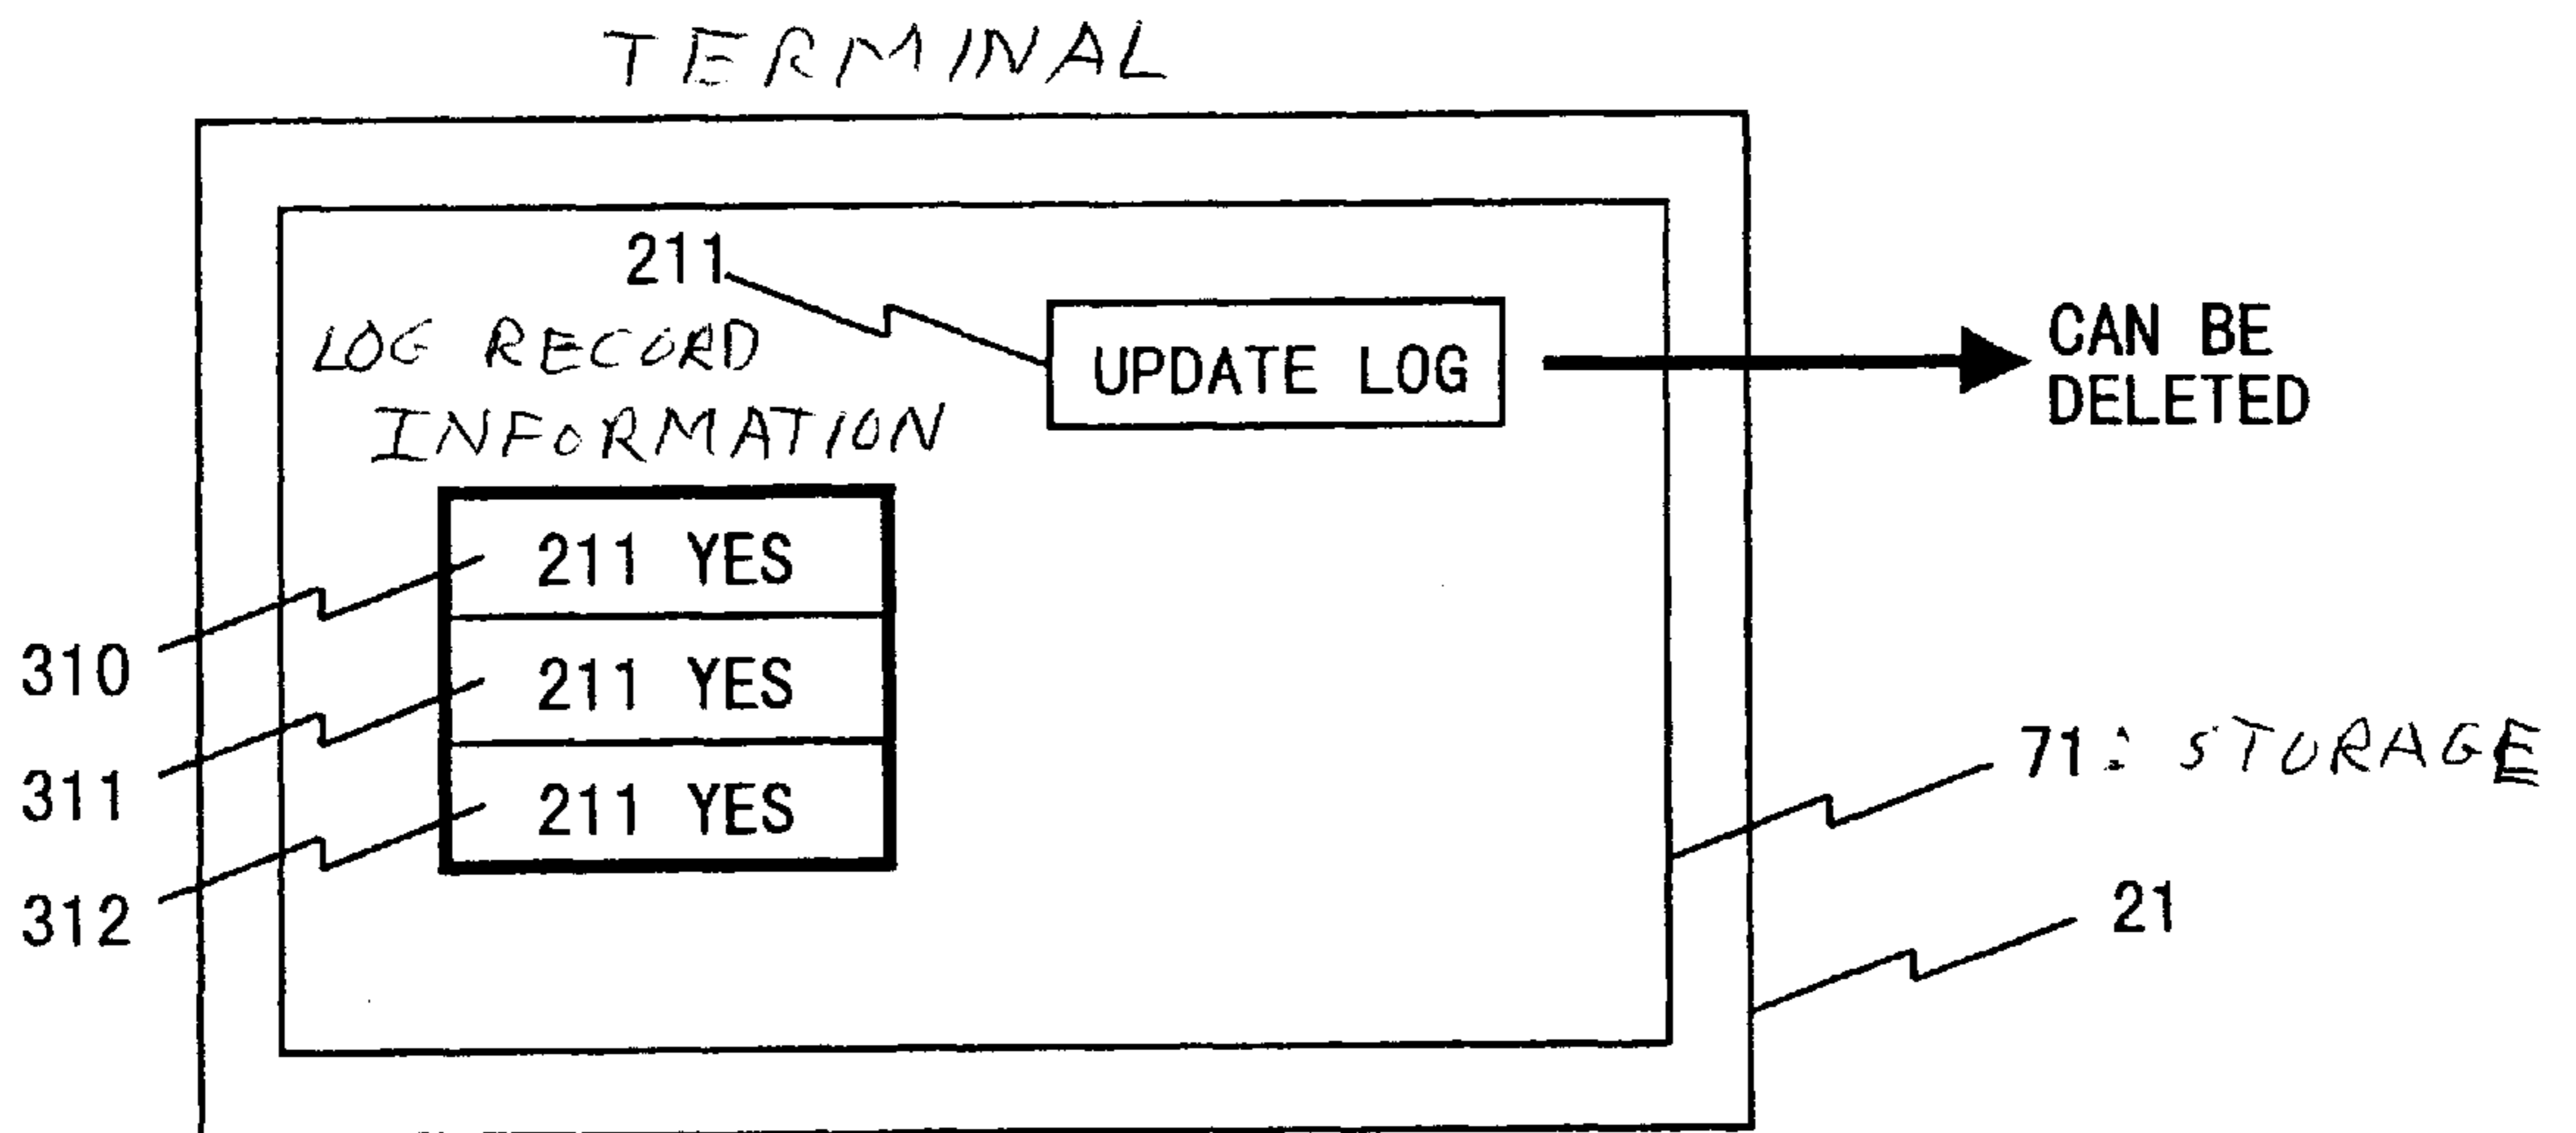 TERMINAL
211
LOG RECORD
INFORMATION
UPDATE LOG
CAN BE
DELETED
211 YES
310
211 YES
311
211 YES
312
71: STORAGE
21